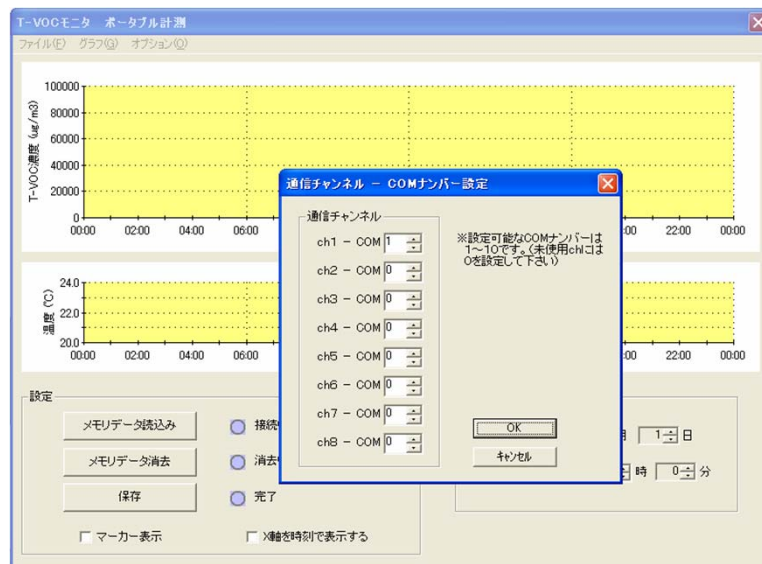 T-VOCモニタ ポータブル計測
ファイル(F) グラフ(G) オプション(O)
T-VOC濃度 (ug/m3)
100000
80000
60000
40000
20000
0
00:00 02:00 04:00 06:00 :00 22:00 00:00
温度 (℃)
24.0
22.0
20.0
00:00 02:00 04:00 06:00 :00 22:00 00:00
通信チャンネル − COMナンバー設定
通信チャンネル
ch1 − COM 1
ch2 − COM 0
ch3 − COM 0
ch4 − COM 0
ch5 − COM 0
ch6 − COM 0
ch7 − COM 0
ch8 − COM 0
※設定可能なCOMナンバーは
1〜10です。(未使用chには
0を設定して下さい)
OK
キャンセル
設定
メモリデータ読込み
メモリデータ消去
保存
接続
消去
完了
マーカー表示
X軸を時刻で表示する
月 1 日
時 0 分